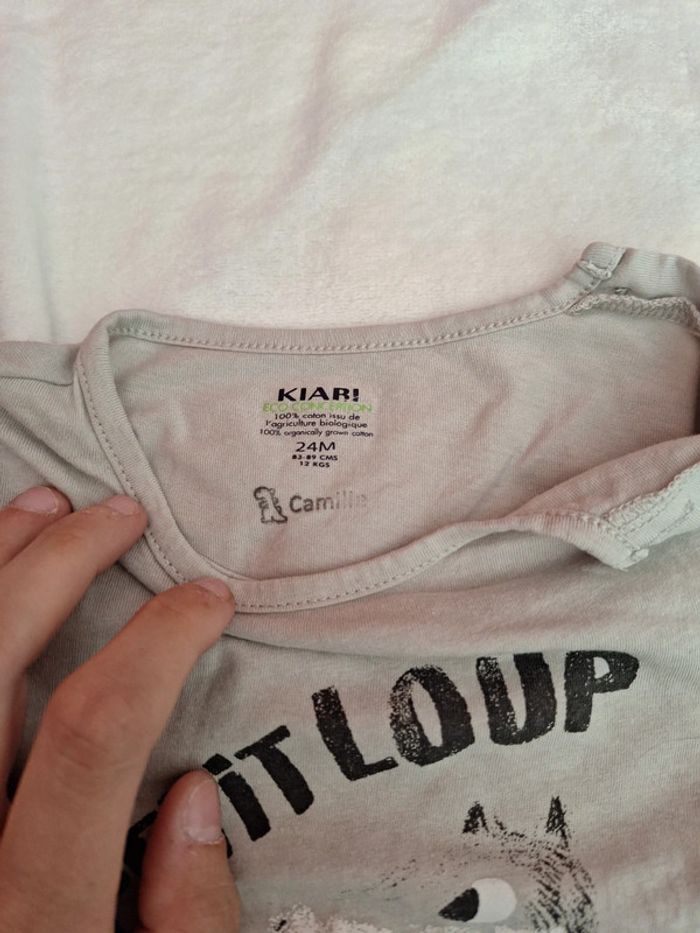 KIABI
ECO-CONCEPTION
100% coton issu de
l'agriculture biologique
100% organically grown cotton
24M
83-89 CMS
12 KGS
Camille
LOUP